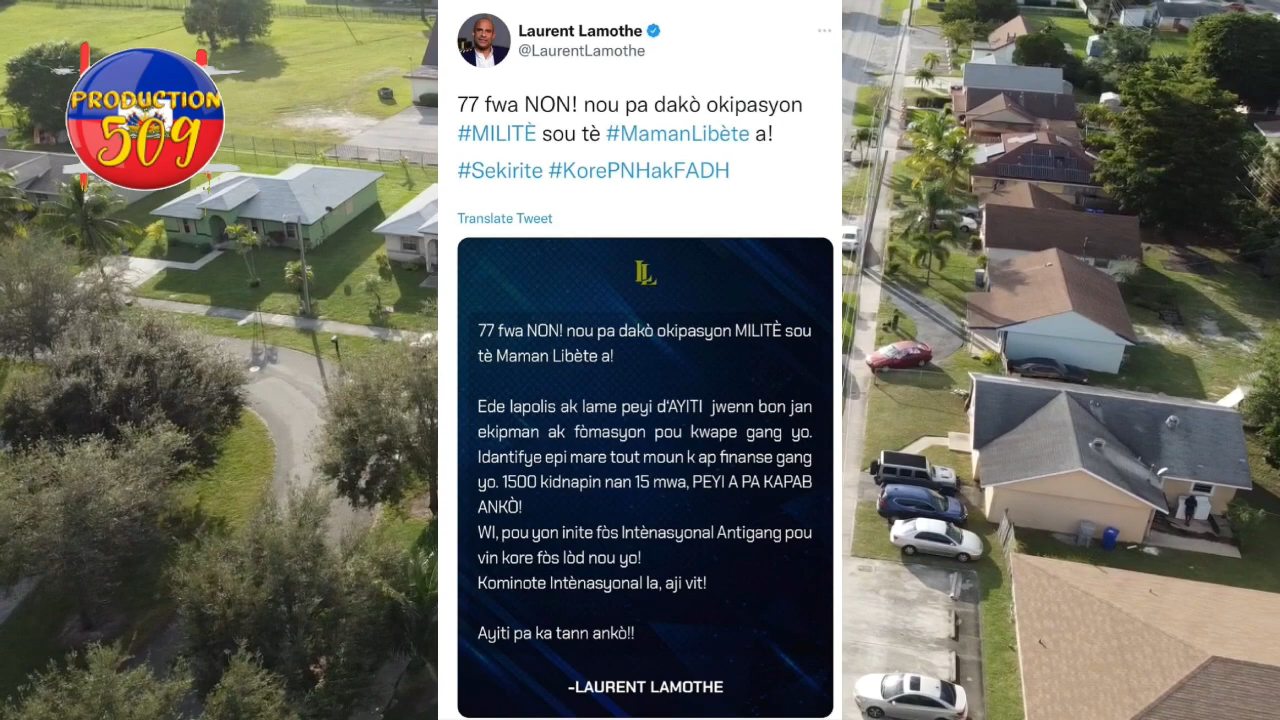 PRODUCTION
509
Laurent Lamothe
@LaurentLamothe
77 fwa NON! nou pa dakò okipasyon
#MILITÈ sou tè #MamanLibète a!
#Sekirite #KorePNHakFADH
Translate Tweet
LL
77 fwa NON! nou pa dakò okipasyon MILITÈ sou
tè Maman Libète a!
Ede lapolis ak lame peyi d'AYITI jwenn bon jan
ekipman ak fòmasyon pou kwape gang yo.
Idantifye epi mare tout moun k ap finanse gang
yo. 1500 kidnapin nan 15 mwa, PEYI A PA KAPAB
ANKÒ!
WI, pou yon inite fòs Intènasyonal Antigang pou
vin kore fòs lòd nou yo!
Kominote Intènasyonal la, aji vit!
Ayiti pa ka tann ankò!!
-LAURENT LAMOTHE